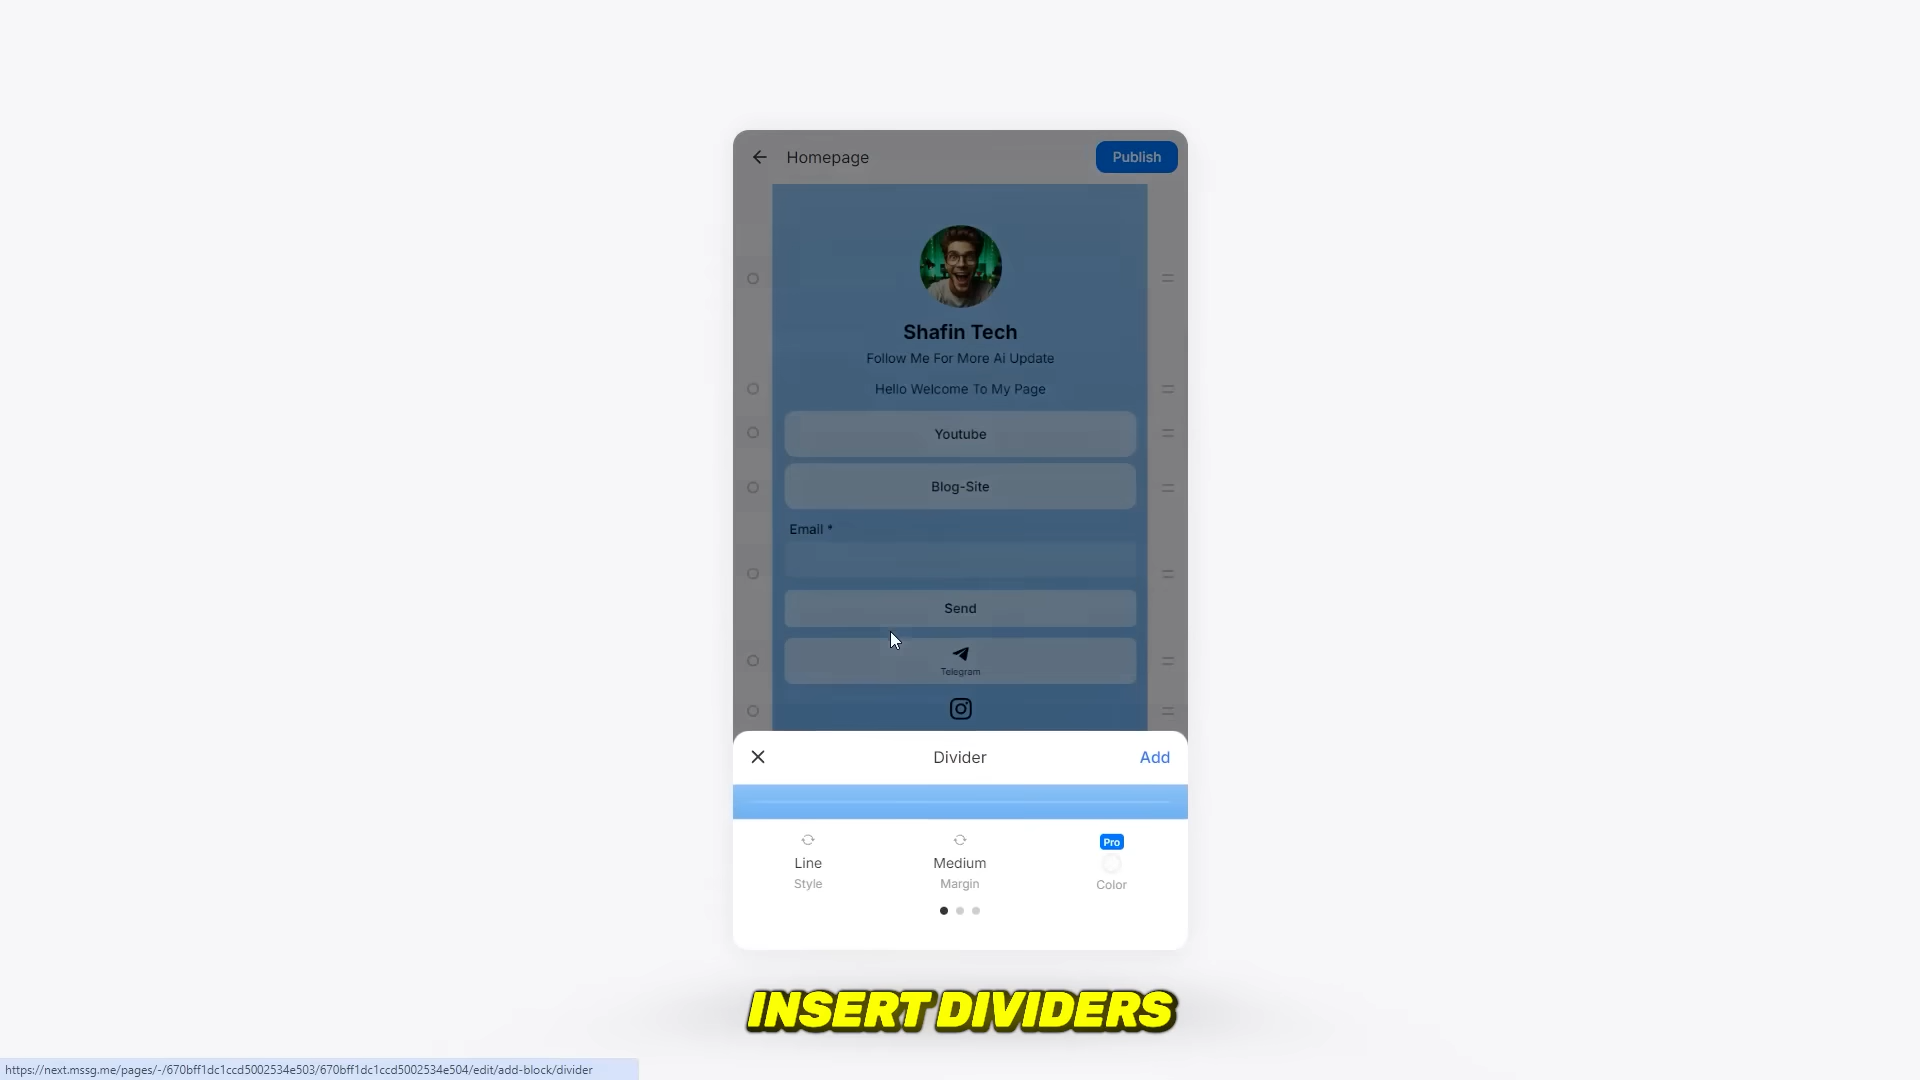 Homepage
Publish
Shafin Tech
Follow Me For More Ai Update
Hello Welcome To My Page
Youtube
Blog-Site
Email *
Send
Telegram
Divider
Add
Line
Style
Medium
Margin
Pro
Color
INSERT DIVIDERS
https://next.mssg.me/pages/-/670bff1dc1ccd5002534e503/670bff1dc1ccd5002534e504/edit/add-block/divider